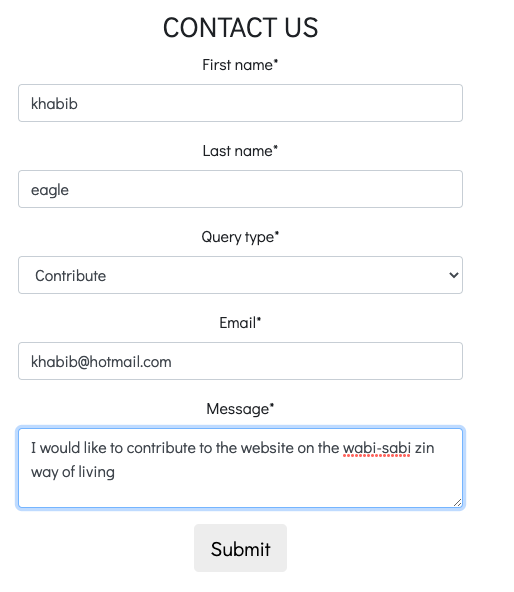 CONTACT US
First name*
khabib
Last name*
eagle
Query type*
Contribute
Email*
khabib@hotmail.com
Message*
I would like to contribute to the website on the wabi-sabi zin
way of living
Submit